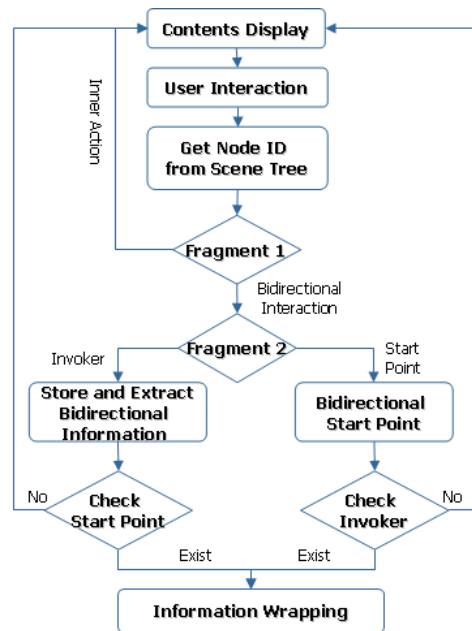 Contents Display
User Interaction
Inner Action
Get Node ID
from Scene Tree
Fragment 1
Bidirectional
Interaction
Fragment 2
Invoker
Start
Point
Store and Extract
Bidirectional
Information
Bidirectional
Start Point
No
Check
Start Point
Check
Invoker
No
Exist
Exist
Information Wrapping